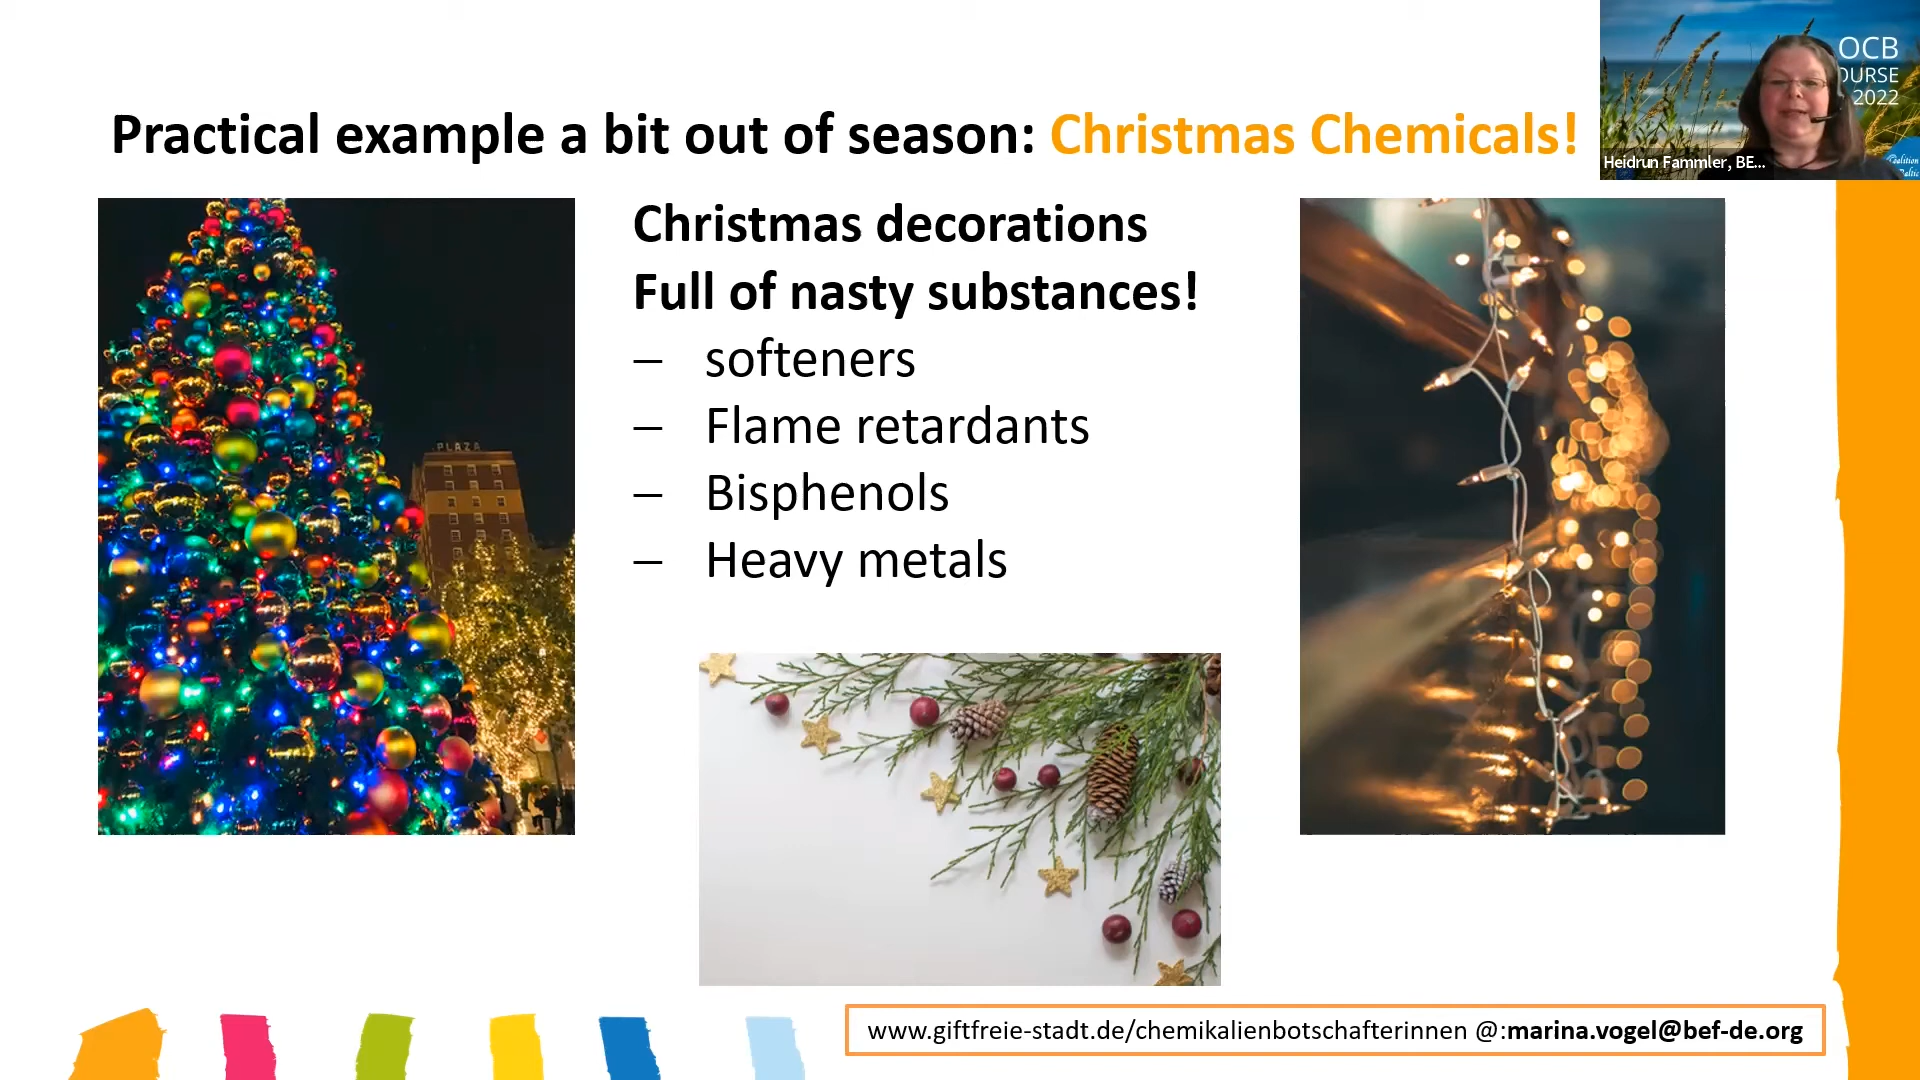 OCB
OURSE
2022
Heidrun Fammler, BE...
Practical example a bit out of season: Christmas Chemicals!
Christmas decorations
Full of nasty substances!
– softeners
– Flame retardants
– Bisphenols
– Heavy metals
PLAZA
www.giftfreie-stadt.de/chemikalienbotschafterinnen @:marina.vogel@bef-de.org